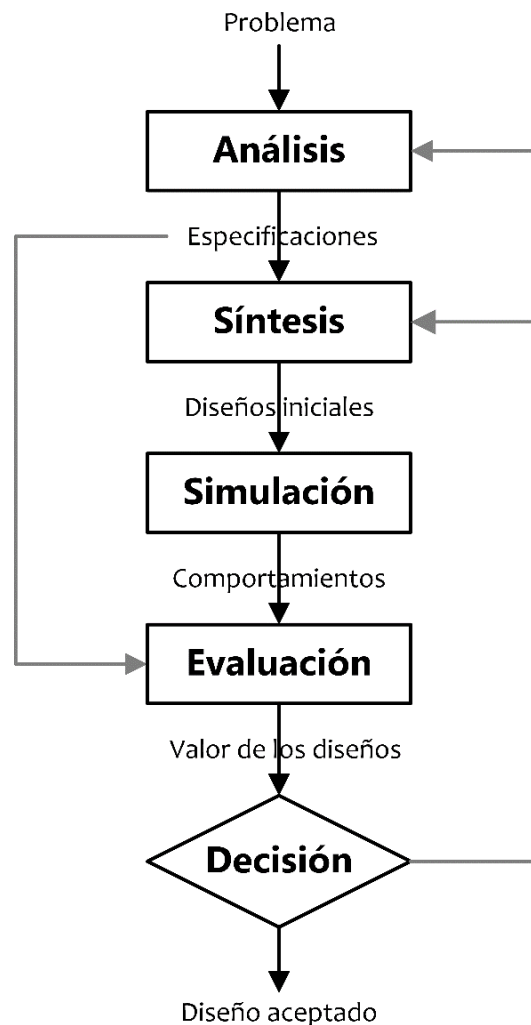 Problema
Análisis
Especificaciones
Síntesis
Diseños iniciales
Simulación
Comportamientos
Evaluación
Valor de los diseños
Decisión
Diseño aceptado